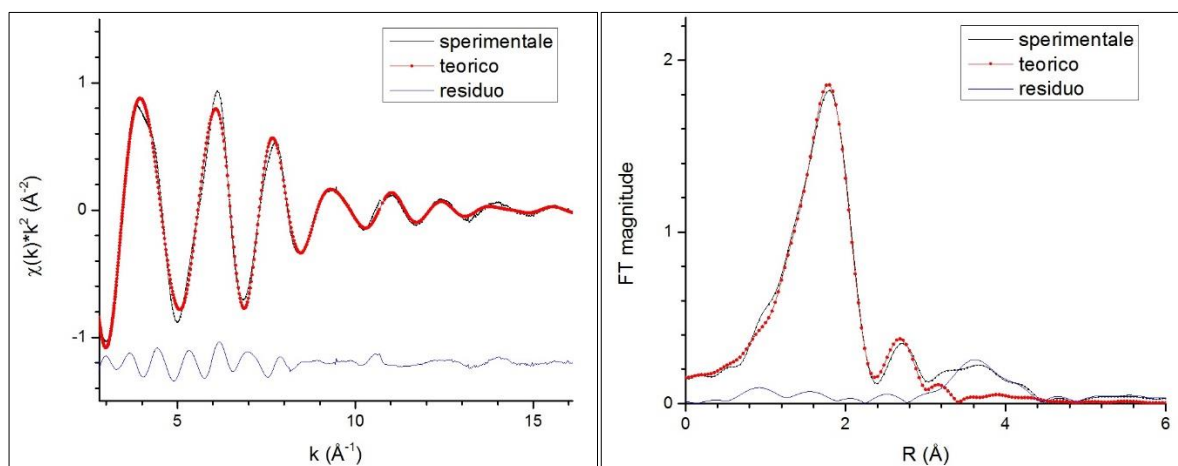 sperimentale
teorico
residuo
1
0
-1
χ(k)*k² (Å⁻²)
5
10
15
k (Å⁻¹)
sperimentale
teorico
residuo
2
1
0
FT magnitude
0
2
4
6
R (Å)